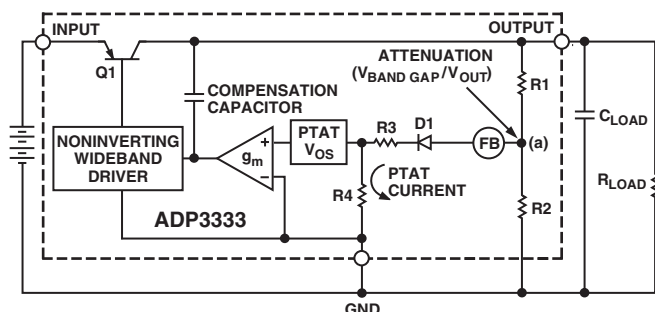 INPUT
OUTPUT
Q1
ATTENUATION
(VBAND GAP/VOUT)
R1
COMPENSATION
CAPACITOR
CLOAD
NONINVERTING
WIDEBAND
DRIVER
gm
+
−
PTAT
VOS
R3
D1
FB
(a)
R4
PTAT
CURRENT
R2
RLOAD
ADP3333
GND